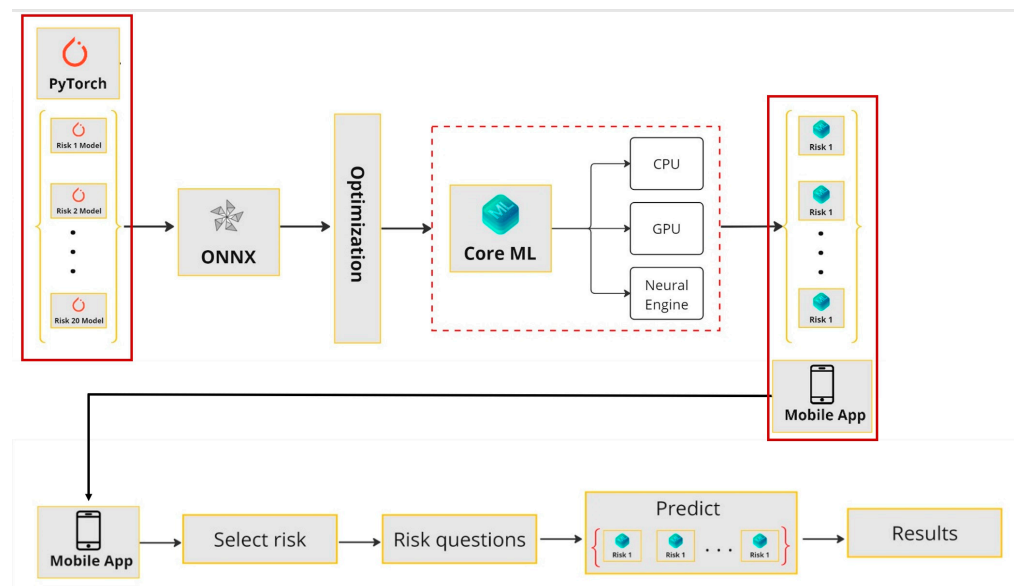 PyTorch
Risk 1 Model
Risk 2 Model
Risk 20 Model
ONNX
Optimization
ML
Core ML
CPU
GPU
Neural
Engine
Risk 1
Risk 1
Risk 1
Mobile App
Mobile App
Select risk
Risk questions
Predict
Risk 1
Risk 1
Risk 1
Results